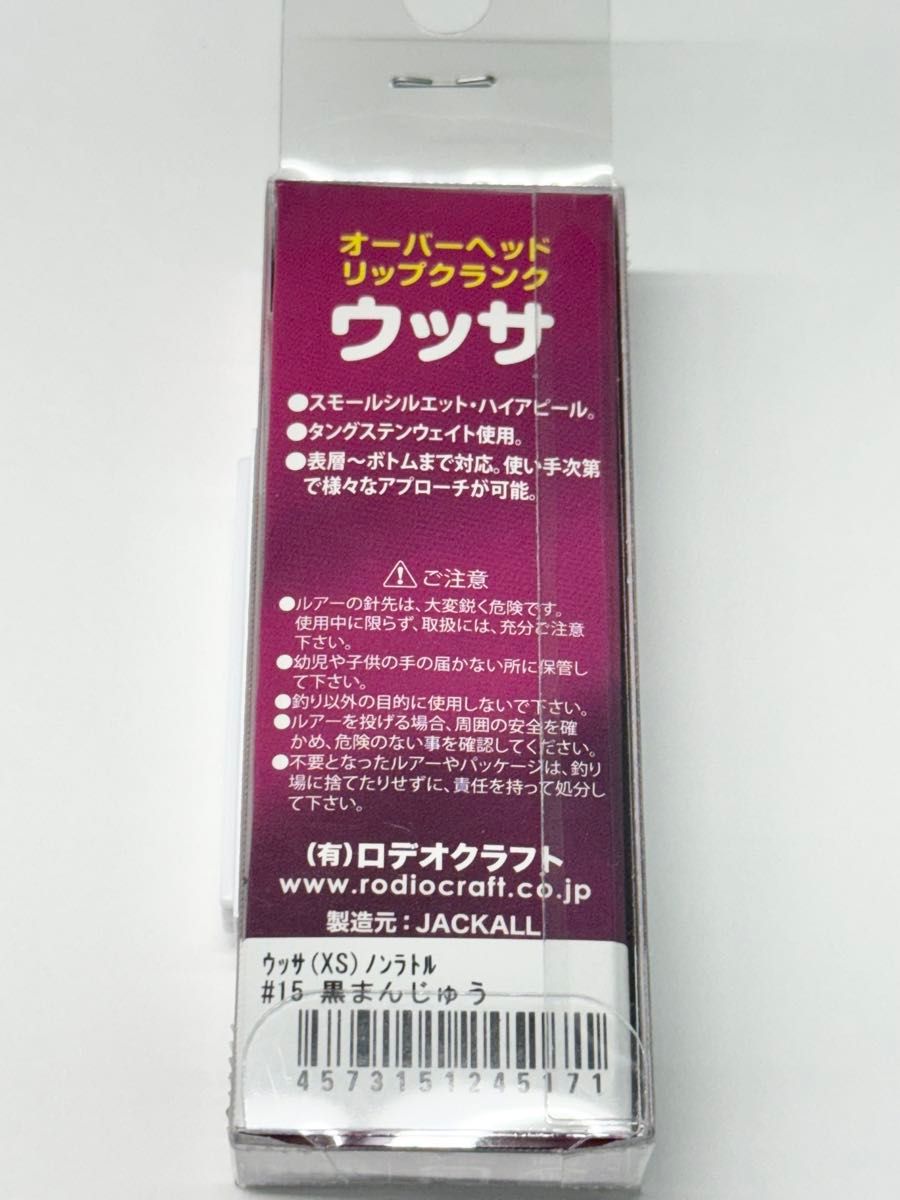 オーバーヘッド
リップクランク
ウッサ
●スモールシルエット・ハイアピール。
●タングステンウェイト使用。
●表層～ボトムまで対応。使い手次第
で様々なアプローチが可能。
ご注意
●ルアーの針先は、大変鋭く危険です。
使用中に限らず、取扱には、充分ご注意
下さい。
●幼児や子供の手の届かない所に保管し
て下さい。
●釣り以外の目的に使用しないで下さい。
●ルアーを投げる場合、周囲の安全を確
かめ、危険のない事を確認してください。
●不要となったルアーやパッケージは、釣り
場に捨てたりせずに、責任を持って処分し
て下さい。
(有)ロデオクラフト
www.rodiocraft.co.jp
製造元：JACKALL
ウッサ(XS)ノンラトル
#15 黒まんじゅう
4573151245171